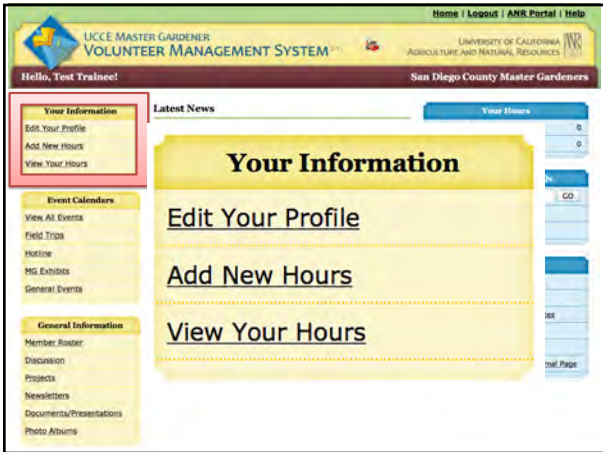 Home | Logout | ANR Portal | Help
UCCE MASTER GARDENER
VOLUNTEER MANAGEMENT SYSTEM
UNIVERSITY OF CALIFORNIA
AGRICULTURE AND NATURAL RESOURCES
Hello, Test Trainee!
San Diego County Master Gardeners
Your Information
Edit Your Profile
Add New Hours
View Your Hours
Event Calendars
View All Events
Field Trips
Hotline
MG Exhibits
General Events
General Information
Member Roster
Discussion
Projects
Newsletters
Documents/Presentations
Photo Albums
Latest News
Your Information
Edit Your Profile
Add New Hours
View Your Hours
Your Hours
0
0
GO
Page